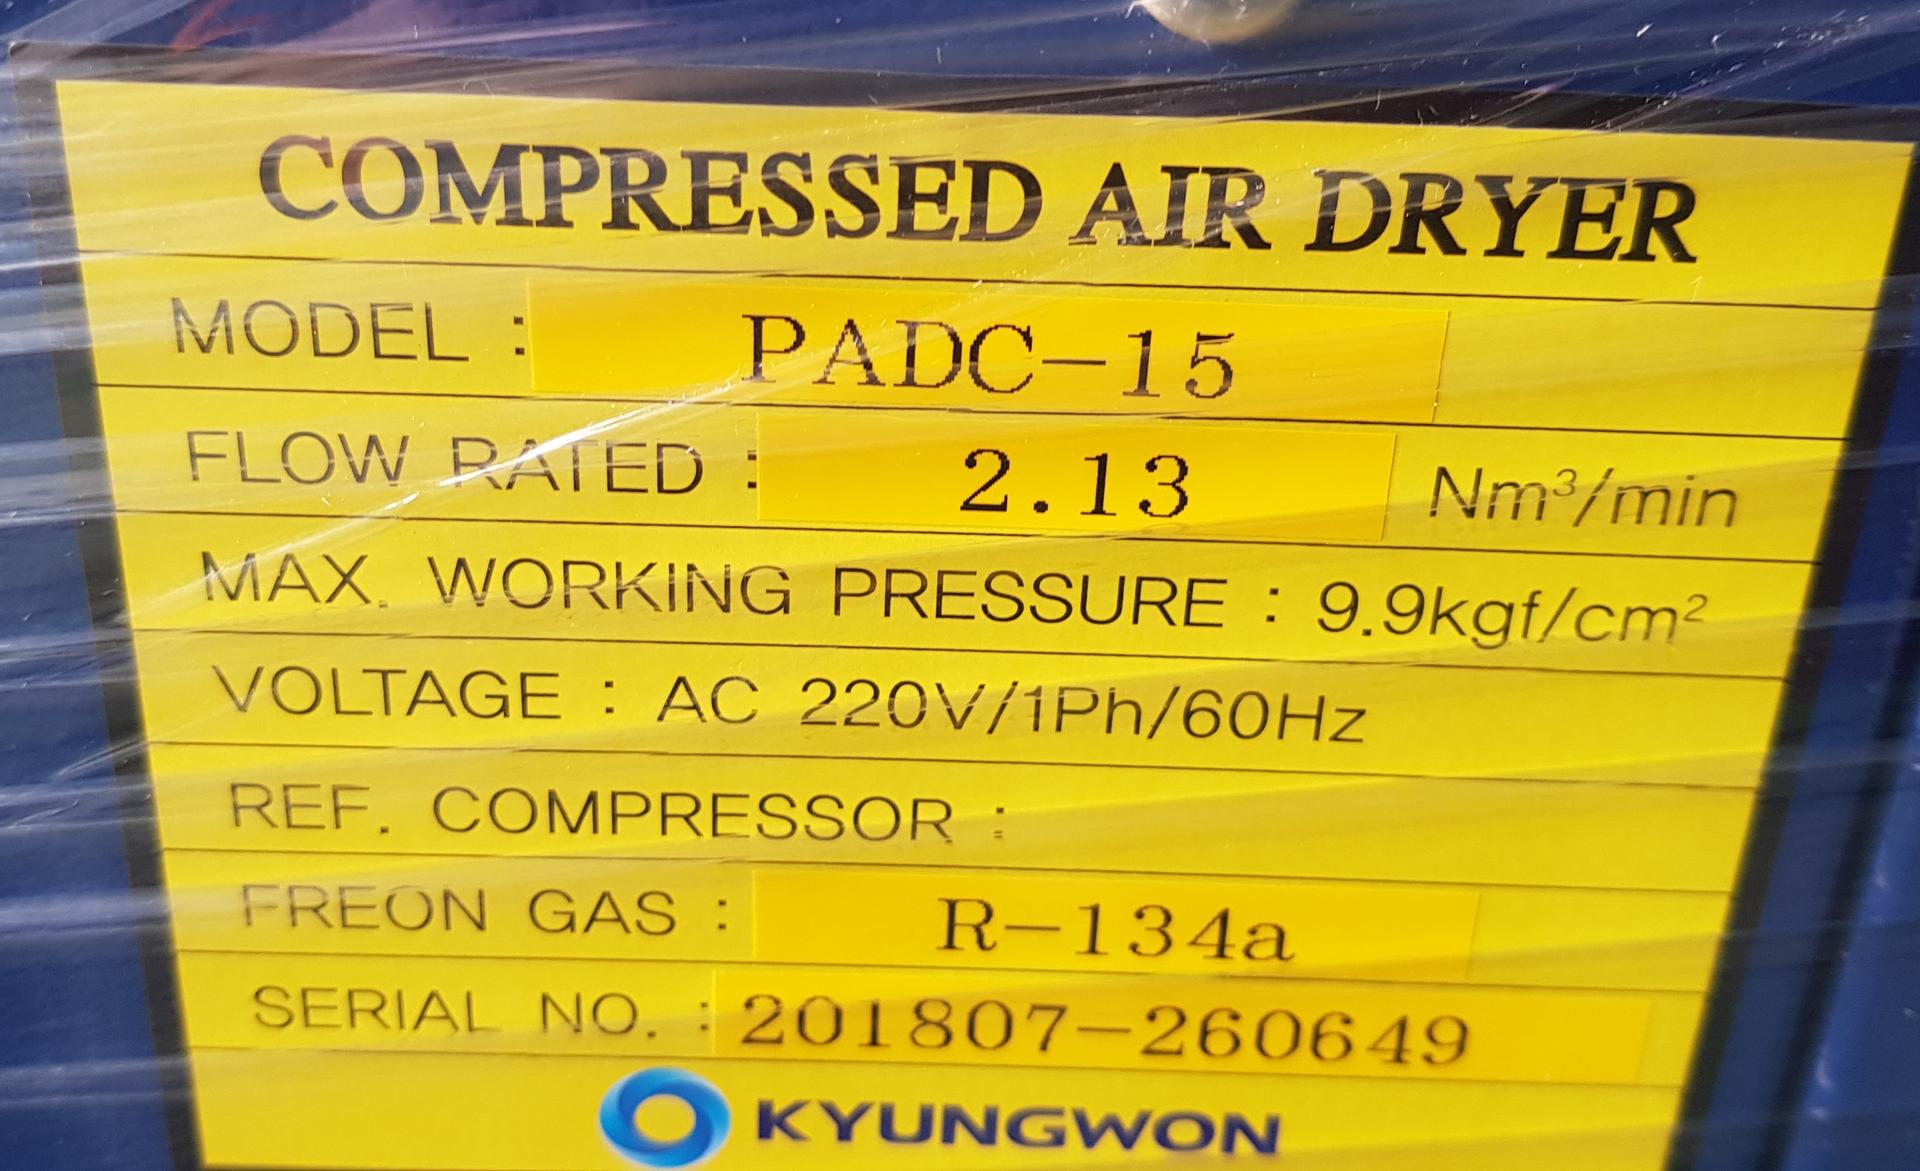 COMPRESSED AIR DRYER
MODEL : PADC-15
FLOW RATED : 2.13 Nm³/min
MAX. WORKING PRESSURE : 9.9kgf/cm²
VOLTAGE : AC 220V/1Ph/60Hz
REF. COMPRESSOR :
FREON GAS : R-134a
SERIAL NO. : 201807-260649
KYUNGWON